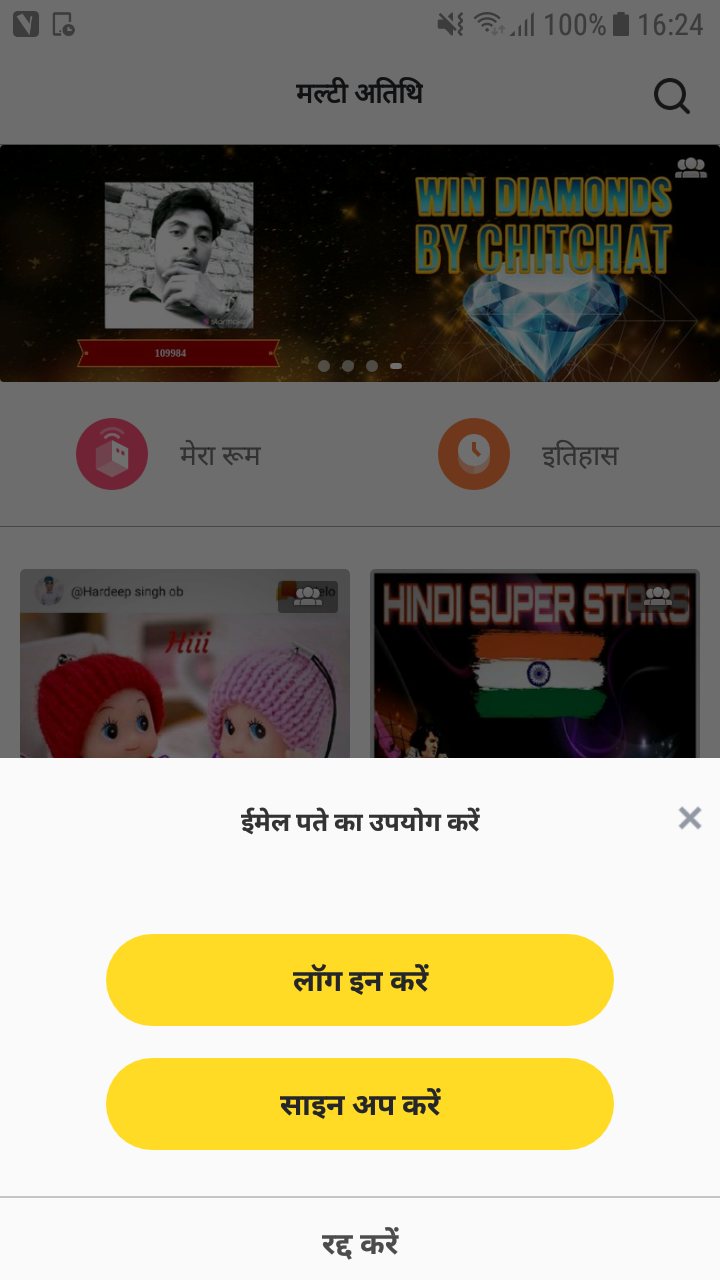 100% 16:24
मल्टी अतिथि
WIN DIAMONDS
BY CHITCHAT
109984
मेरा रूम
इतिहास
@Hardeep singh ob
Hiii
HINDI SUPER STARS
ईमेल पते का उपयोग करें
लॉग इन करें
साइन अप करें
रद्द करें